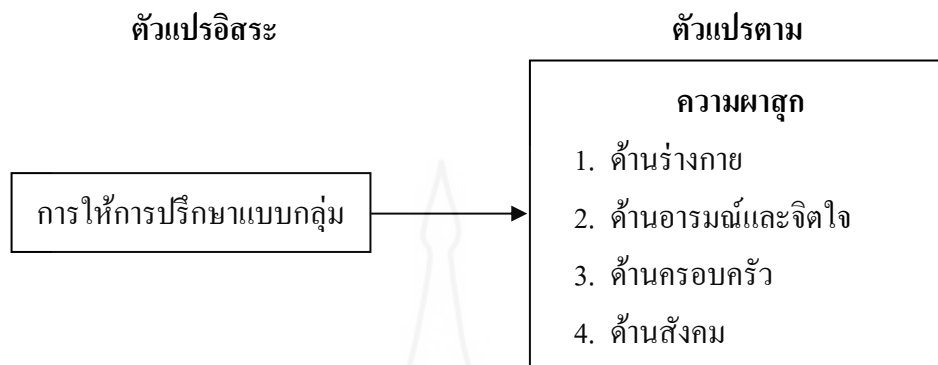 ตัวแปรอิสระ
ตัวแปรตาม
การให้การปรึกษาแบบกลุ่ม
ความผาสุก
1. ด้านร่างกาย
2. ด้านอารมณ์และจิตใจ
3. ด้านครอบครัว
4. ด้านสังคม